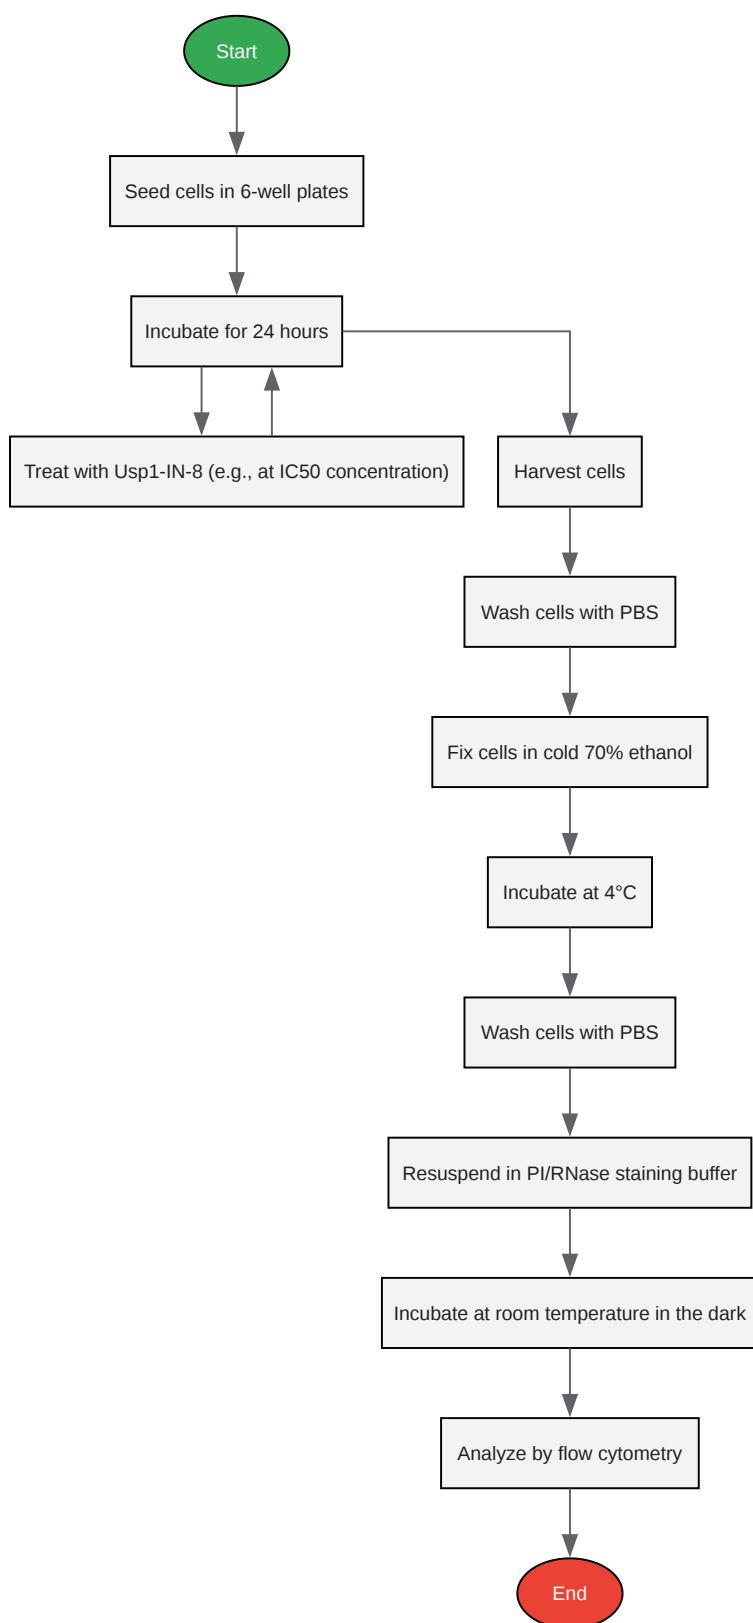 Start
Seed cells in 6-well plates
Incubate for 24 hours
Treat with Usp1-IN-8 (e.g., at IC50 concentration)
Harvest cells
Wash cells with PBS
Fix cells in cold 70% ethanol
Incubate at 4°C
Wash cells with PBS
Resuspend in PI/RNase staining buffer
Incubate at room temperature in the dark
Analyze by flow cytometry
End